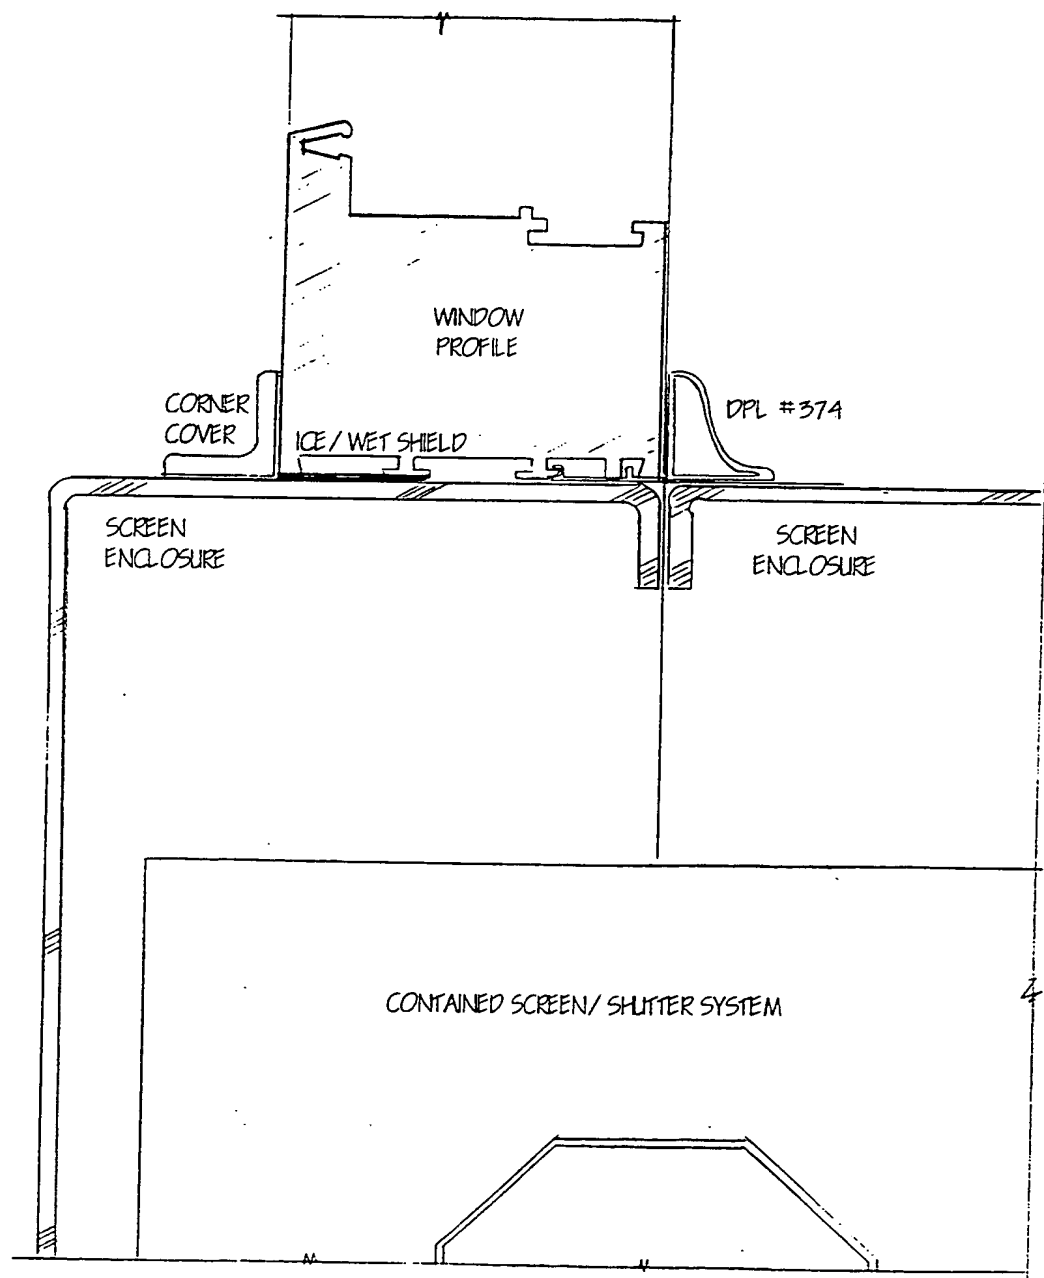 WINDOW
PROFILE
CORNER
COVER
DPL #374
ICE/WET SHIELD
SCREEN
ENCLOSURE
SCREEN
ENCLOSURE
CONTAINED SCREEN/SHUTTER SYSTEM